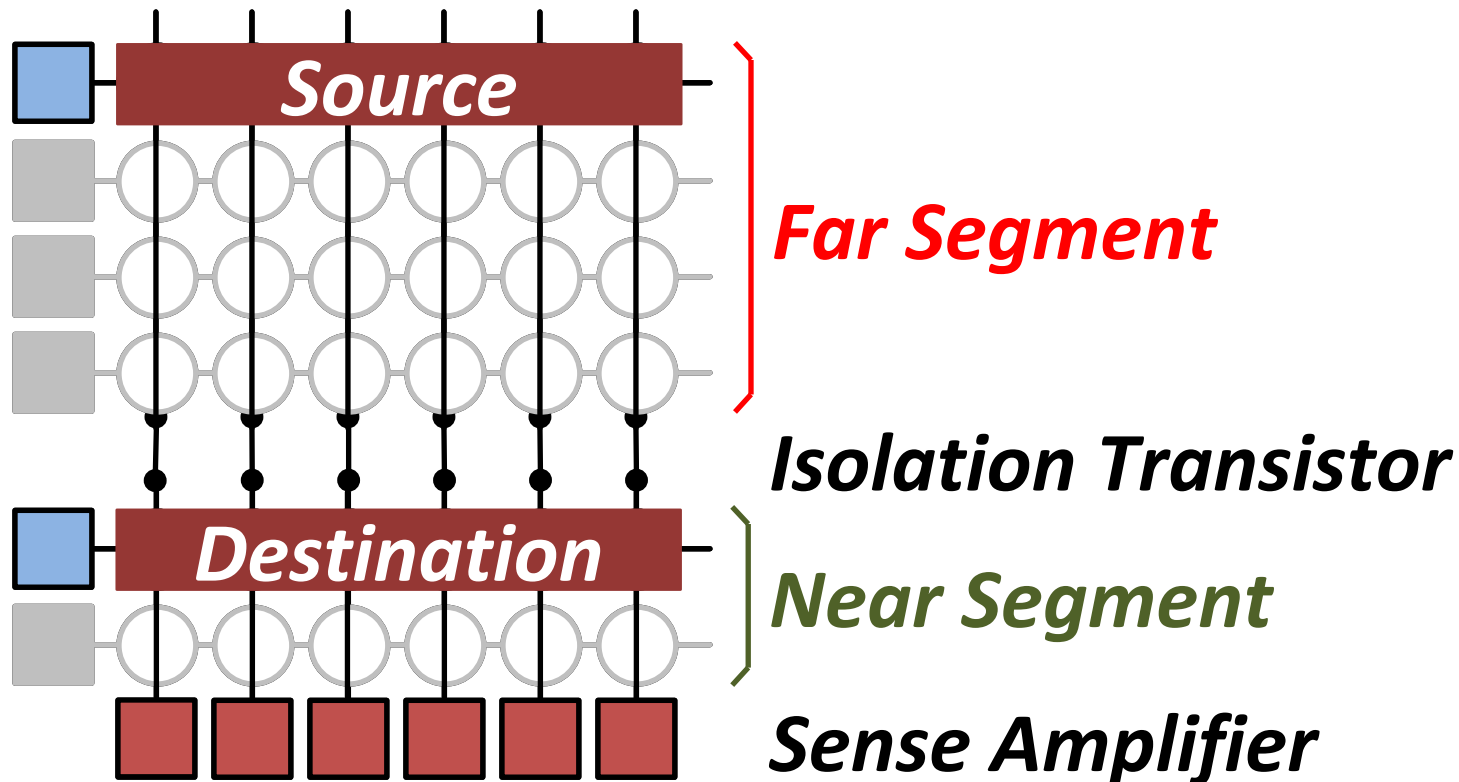 Source
Far Segment
Isolation Transistor
Destination
Near Segment
Sense Amplifier